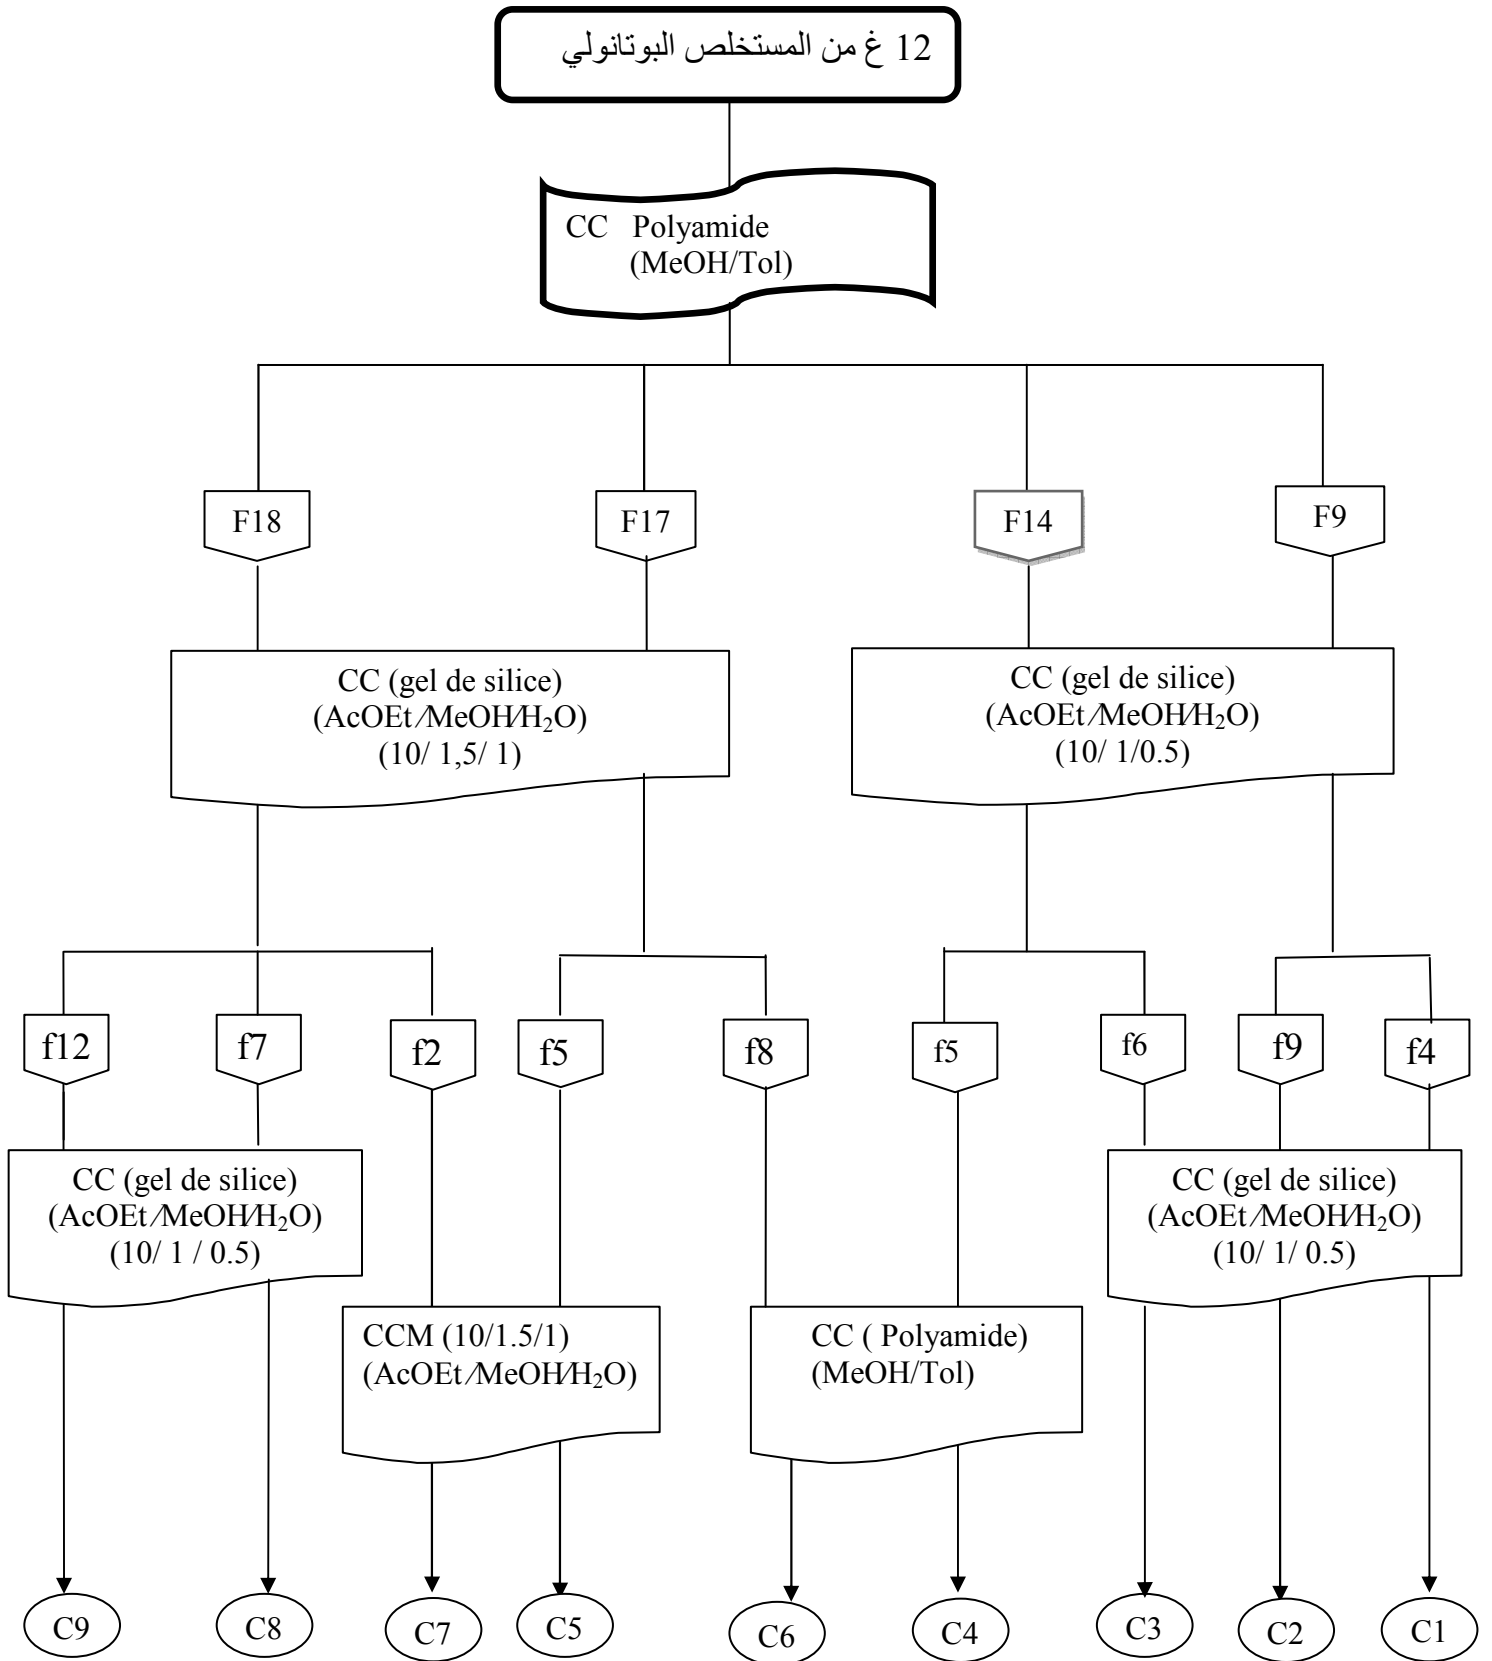 12 غ من المستخلص البوتانولي
CC Polyamide
(MeOH/Tol)
F18
F17
F14
F9
CC (gel de silice)
(AcOEt ∕MeOH∕H₂O)
(10/ 1,5/ 1)
CC (gel de silice)
(AcOEt ∕MeOH∕H₂O)
(10/ 1/0.5)
f12
f7
f2
f5
f8
f5
f6
f9
f4
CC (gel de silice)
(AcOEt ∕MeOH∕H₂O)
(10/ 1 / 0.5)
CCM (10/1.5/1)
(AcOEt ∕MeOH∕H₂O)
CC ( Polyamide)
(MeOH/Tol)
CC (gel de silice)
(AcOEt ∕MeOH∕H₂O)
(10/ 1/ 0.5)
C9
C8
C7
C5
C6
C4
C3
C2
C1